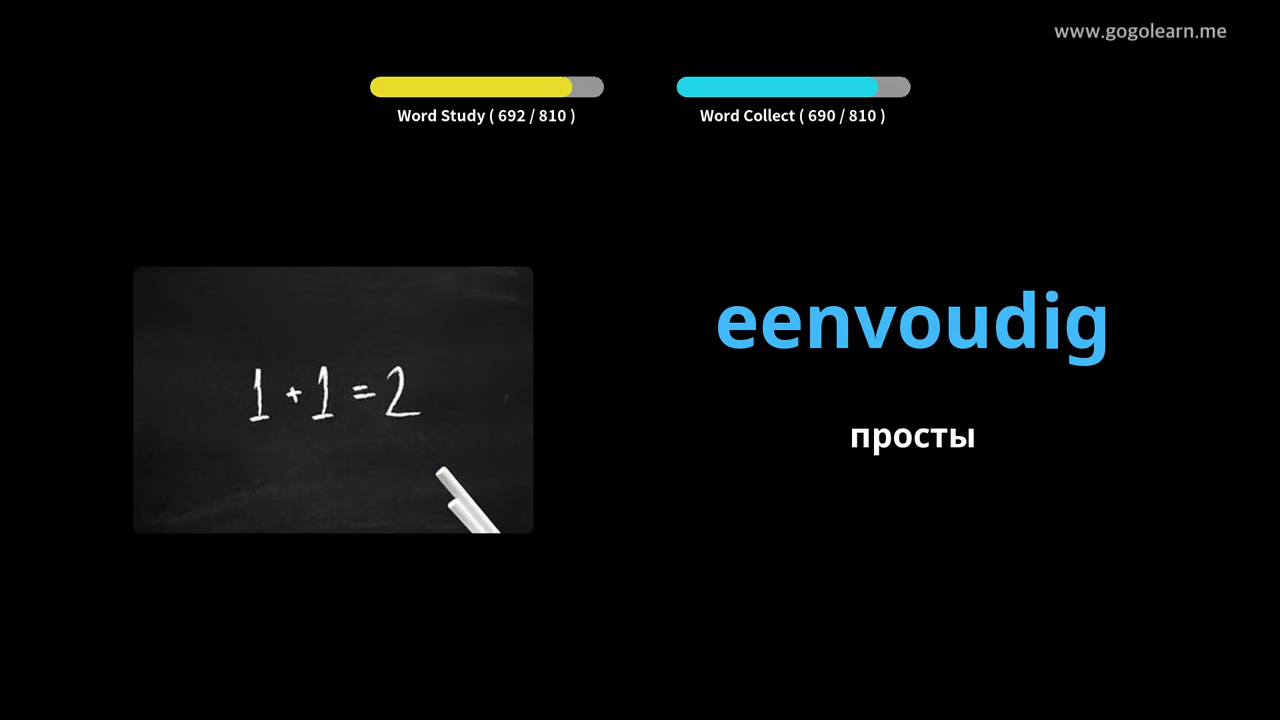 www.gogolearn.me
Word Study ( 692 / 810 )
Word Collect ( 690 / 810 )
1 + 1 = 2
eenvoudig
просты